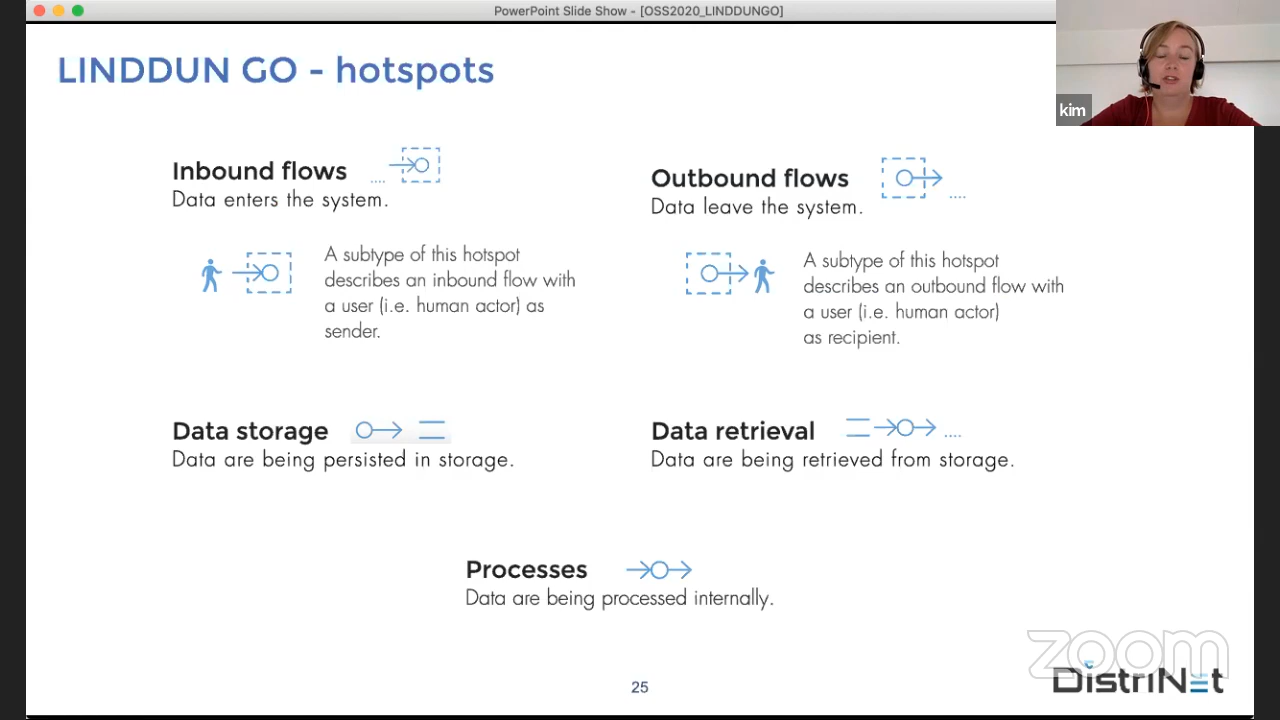 PowerPoint Slide Show - [OSS2020_LINDDUNGO]
LINDDUN GO - hotspots
kim
Inbound flows
Data enters the system.
....
Outbound flows
Data leave the system.
....
A subtype of this hotspot
describes an inbound flow with
a user (i.e. human actor) as
sender.
A subtype of this hotspot
describes an outbound flow with
a user (i.e. human actor)
as recipient.
Data storage
Data are being persisted in storage.
Data retrieval
....
Data are being retrieved from storage.
Processes
Data are being processed internally.
zoom
DistriNet
25